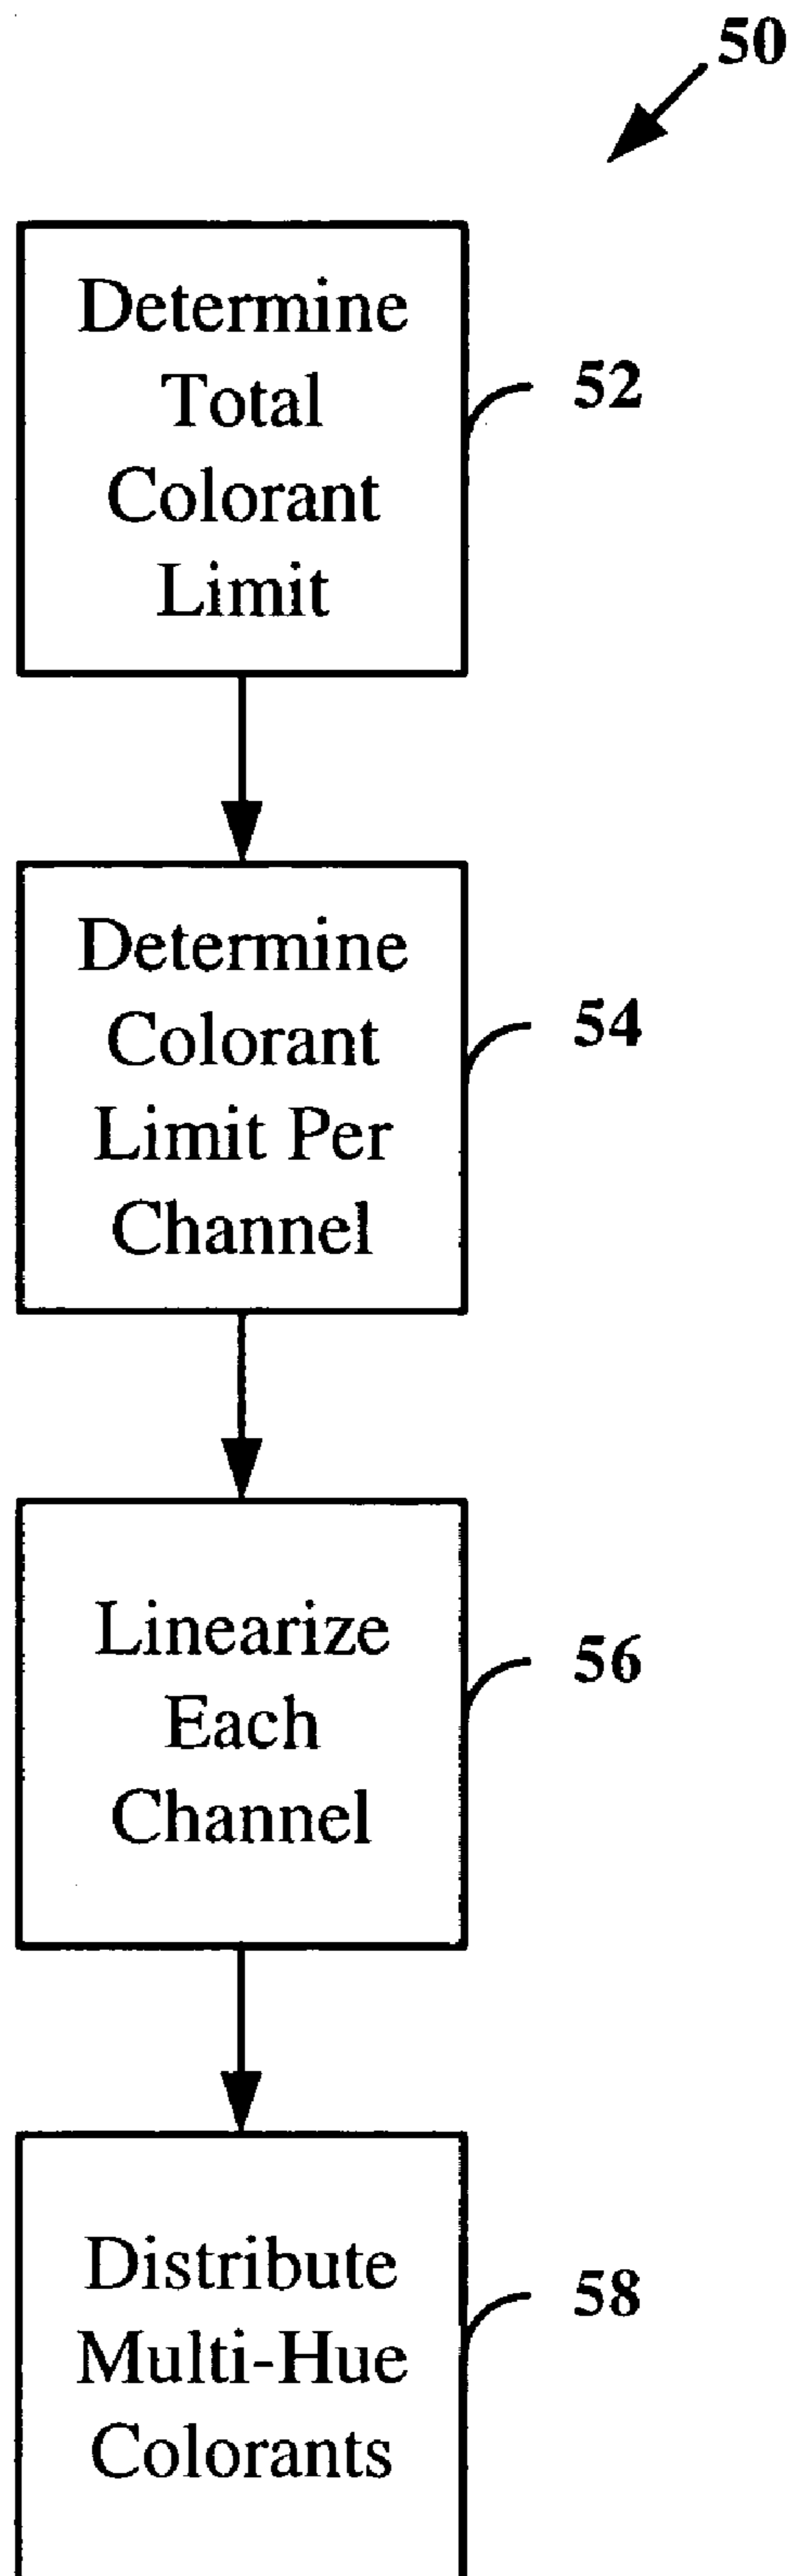 50
Determine
Total
Colorant
Limit
52
Determine
Colorant
Limit Per
Channel
54
Linearize
Each
Channel
56
Distribute
Multi-Hue
Colorants
58